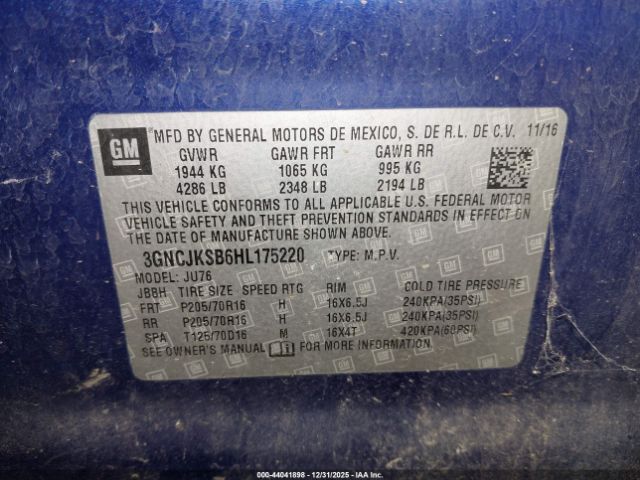 GM MFD BY GENERAL MOTORS DE MEXICO, S. DE R.L. DE C.V. 11/16
GVWR GAWR FRT GAWR RR
1944 KG 1065 KG 995 KG
4286 LB 2348 LB 2194 LB
THIS VEHICLE CONFORMS TO ALL APPLICABLE U.S. FEDERAL MOTOR
VEHICLE SAFETY AND THEFT PREVENTION STANDARDS IN EFFECT ON
THE DATE OF MANUFACTURE SHOWN ABOVE.
3GNCJKSB6HL175220 TYPE: M.P.V.
MODEL: JU76
JBBH TIRE SIZE SPEED RTG RIM COLD TIRE PRESSURE
FRT P205/70R16 H 16X6.5J 240KPA(35PSI)
RR P205/70R16 H 16X6.5J 240KPA(35PSI)
SPA T125/70D16 M 16X4T 420KPA(60PSI)
SEE OWNER'S MANUAL FOR MORE INFORMATION.
000-44041898 - 12/31/2025 - IAAI.COM